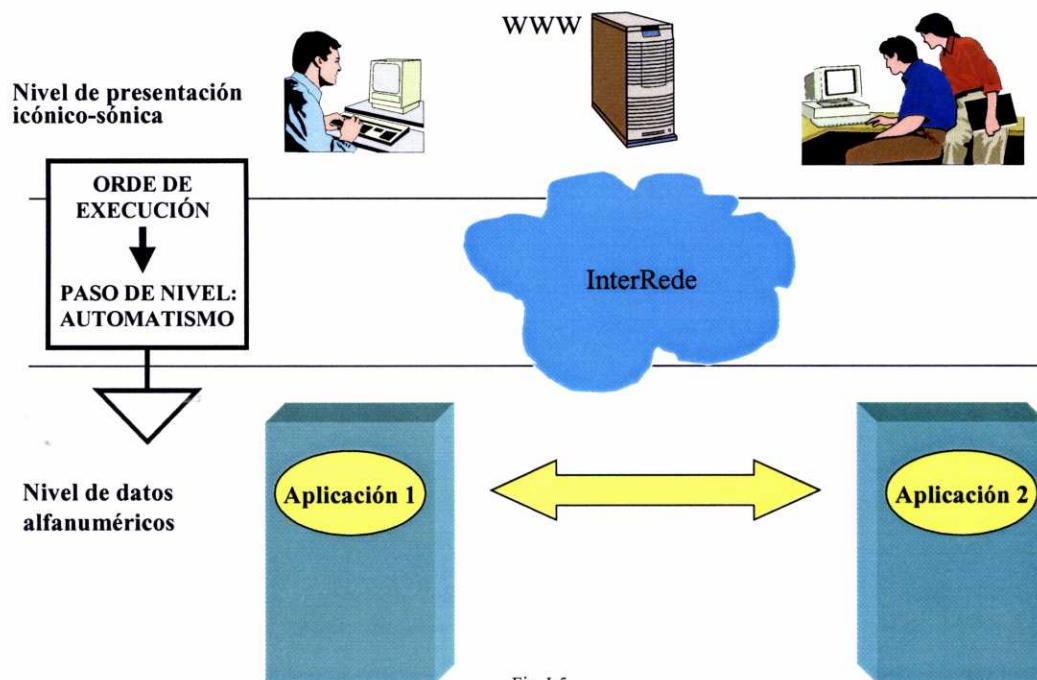 WWW
Nivel de presentación
icónico-sónica
ORDE DE
EXECUCIÓN
PASO DE NIVEL:
AUTOMATISMO
InterRede
Nivel de datos
alfanuméricos
Aplicación 1
Aplicación 2